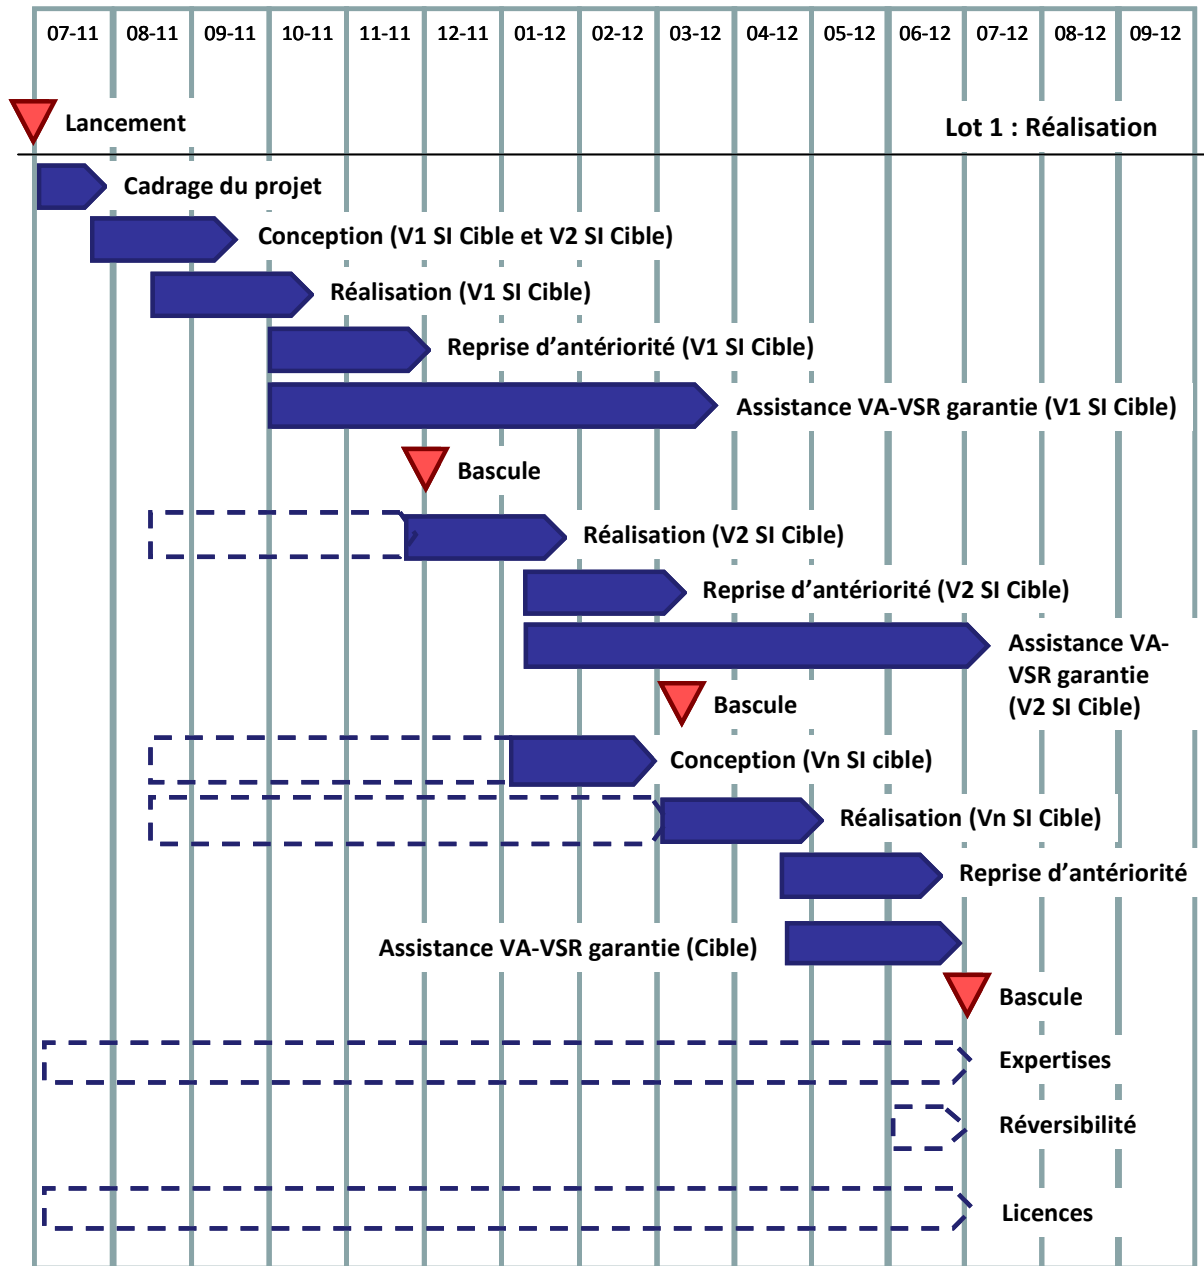 07-11 08-11 09-11 10-11 11-11 12-11 01-12 02-12 03-12 04-12 05-12 06-12 07-12 08-12 09-12
Lancement
Lot 1 : Réalisation
Cadrage du projet
Conception (V1 SI Cible et V2 SI Cible)
Réalisation (V1 SI Cible)
Reprise d’antériorité (V1 SI Cible)
Assistance VA-VSR garantie (V1 SI Cible)
Bascule
Réalisation (V2 SI Cible)
Reprise d’antériorité (V2 SI Cible)
Assistance VA-
VSR garantie
(V2 SI Cible)
Bascule
Conception (Vn SI cible)
Réalisation (Vn SI Cible)
Reprise d’antériorité
Assistance VA-VSR garantie (Cible)
Bascule
Expertises
Réversibilité
Licences